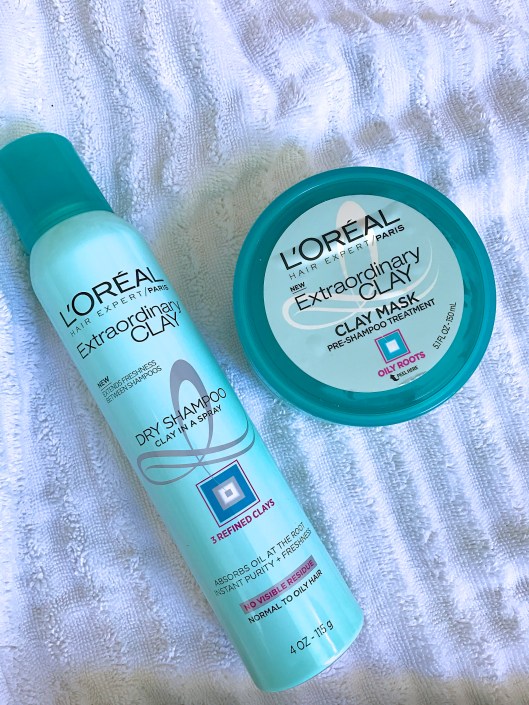 L'ORÉAL
HAIR EXPERT/PARIS
NEW
Extraordinary
CLAY
CLAY MASK
PRE-SHAMPOO TREATMENT
5.1 FL OZ - 150 mL
OILY ROOTS
PEEL HERE
L'ORÉAL
HAIR EXPERT/PARIS
Extraordinary
CLAY
NEW
EXTENDS FRESHNESS
BETWEEN SHAMPOOS
DRY SHAMPOO
CLAY IN A SPRAY
3 REFINED CLAYS
ABSORBS OIL AT THE ROOT
INSTANT PURITY + FRESHNESS
NO VISIBLE RESIDUE
NORMAL TO OILY HAIR
4 OZ - 115 g